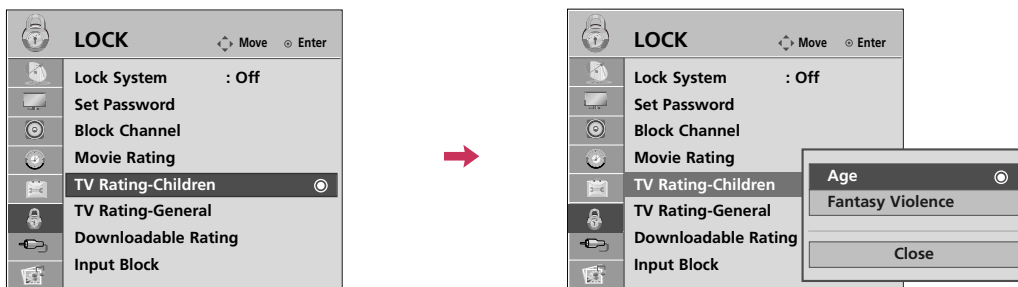 LOCK
Move Enter
Lock System : Off
Set Password
Block Channel
Movie Rating
TV Rating-Children
TV Rating-General
Downloadable Rating
Input Block
LOCK
Move Enter
Lock System : Off
Set Password
Block Channel
Movie Rating
TV Rating-Children
TV Rating-General
Downloadable Rating
Input Block
Age
Fantasy Violence
Close